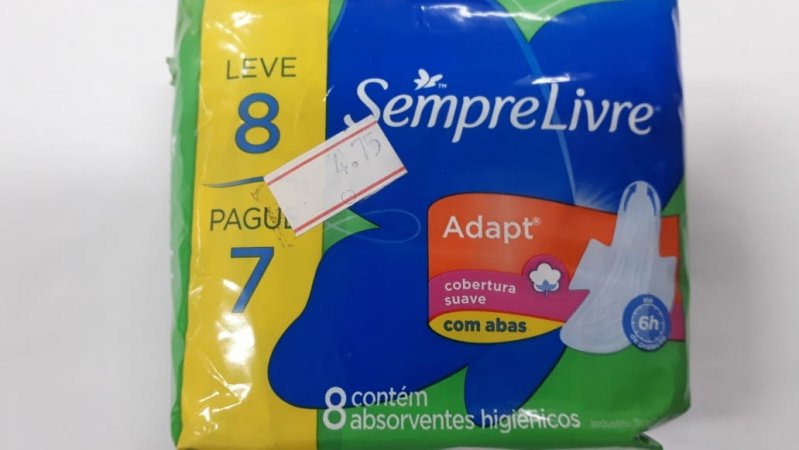 LEVE
8
PAGUE
7
SempreLivre
4.75
Adapt®
cobertura
suave
com abas
6h
8 contém
absorventes higiênicos